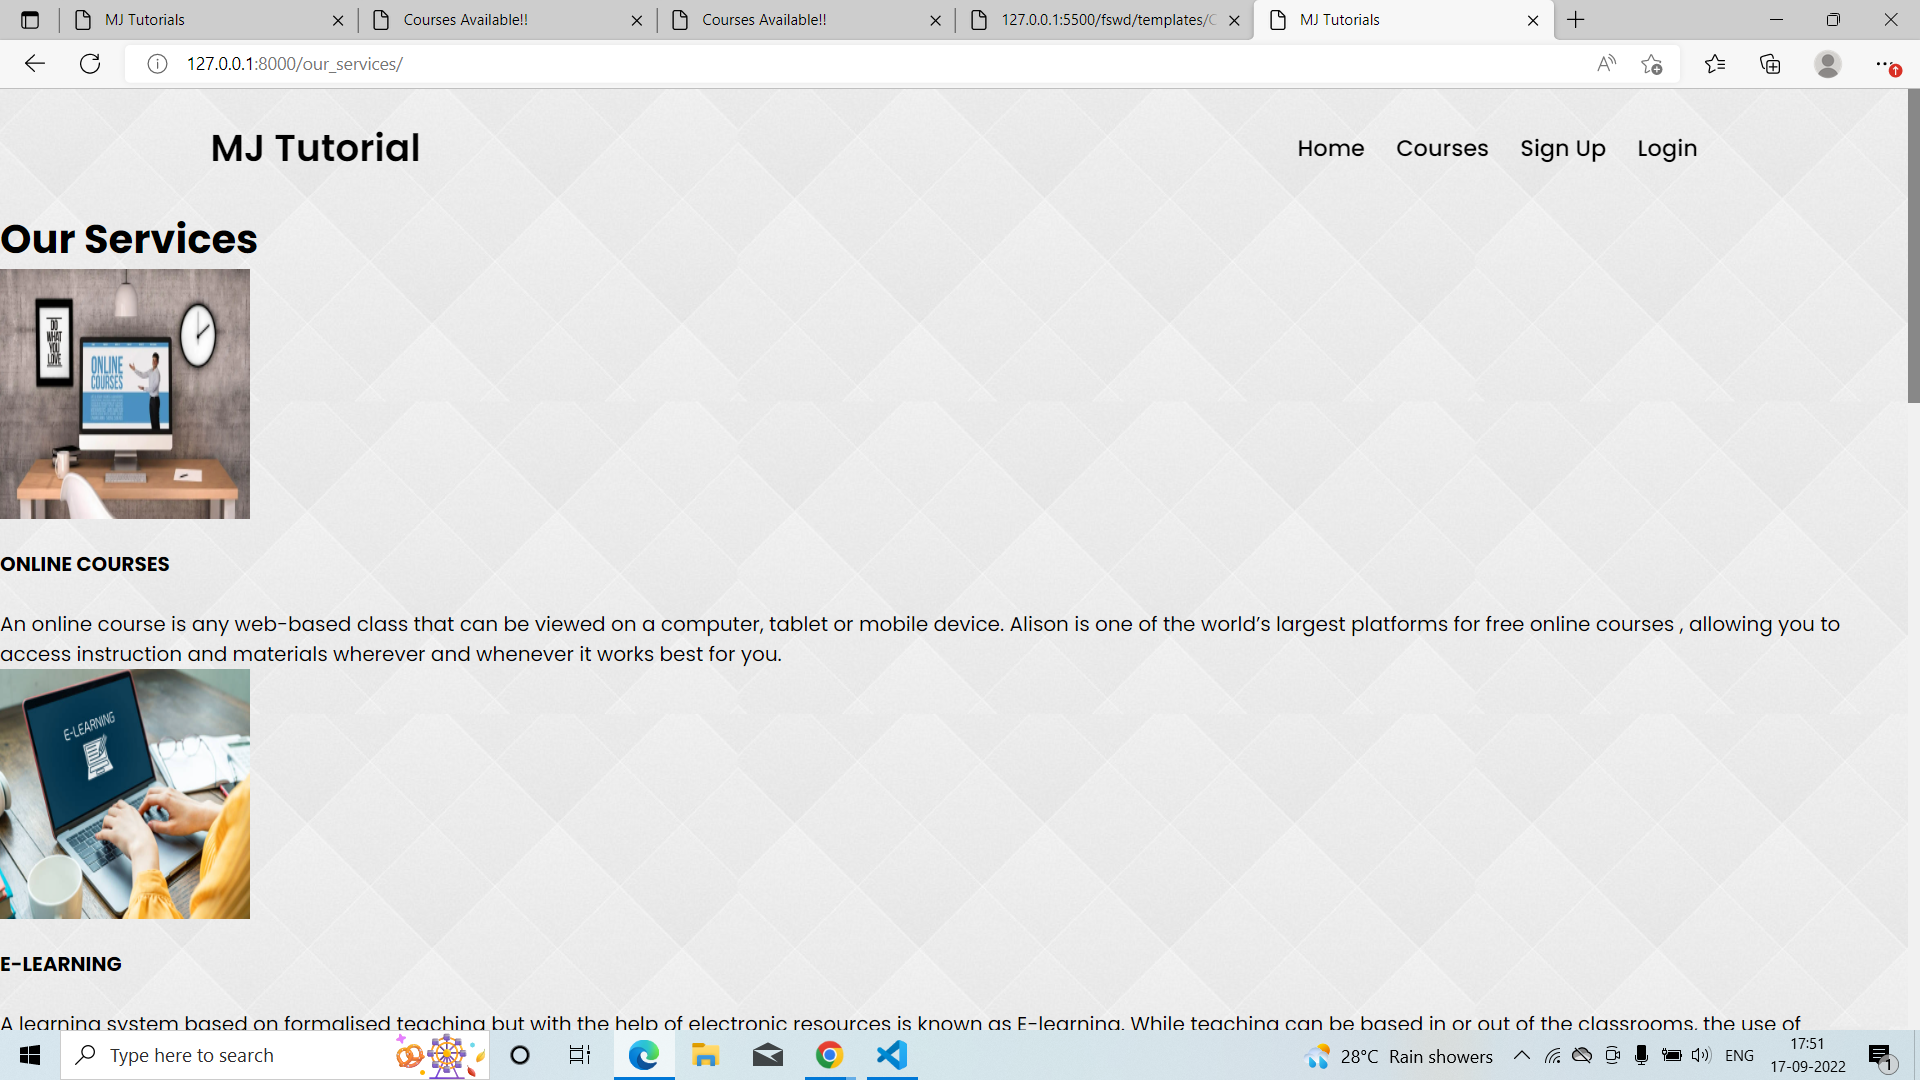 MJ Tutorials
Courses Available!!
Courses Available!!
127.0.0.1:5500/fswd/templates/C
MJ Tutorials
127.0.0.1:8000/our_services/
MJ Tutorial
Home Courses Sign Up Login
Our Services
DO
WHAT
YOU
LOVE
ONLINE
COURSES
ONLINE COURSES
An online course is any web-based class that can be viewed on a computer, tablet or mobile device. Alison is one of the world’s largest platforms for free online courses , allowing you to
access instruction and materials wherever and whenever it works best for you.
E-LEARNING
E-LEARNING
A learning system based on formalised teaching but with the help of electronic resources is known as E-learning. While teaching can be based in or out of the classrooms, the use of
Type here to search
28°C Rain showers
ENG
17:51
17-09-2022
1